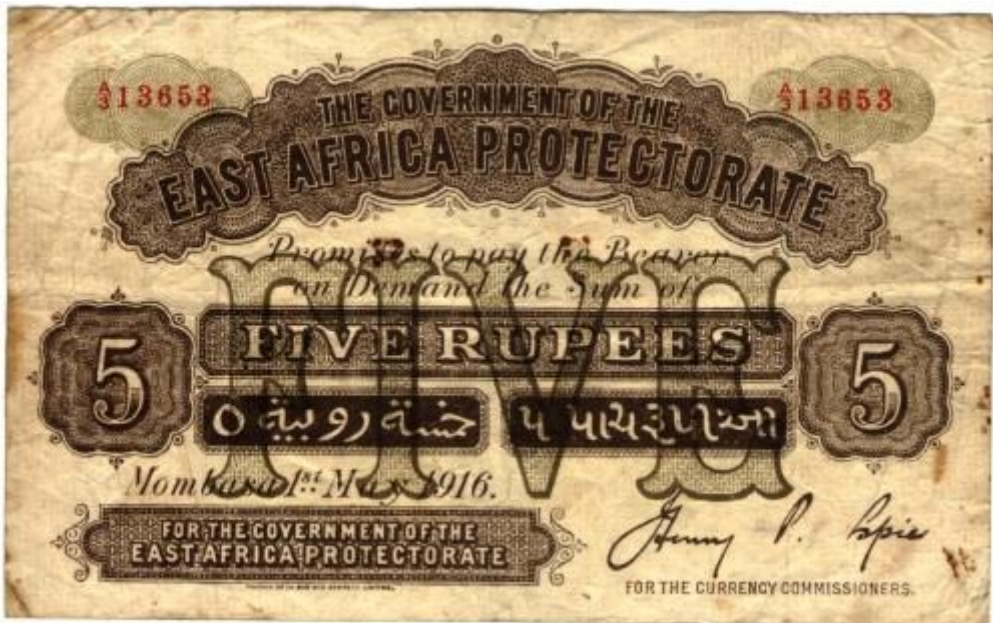 A/3 13653
A/3 13653
THE GOVERNMENT OF THE
EAST AFRICA PROTECTORATE
Promises to pay the Bearer
on Demand the Sum of
FIVE
5
FIVE RUPEES
5
٥ خمسة روبية
૫ પાંચ રૂપીઆ
Mombasa 1st May 1916.
FOR THE GOVERNMENT OF THE
EAST AFRICA PROTECTORATE
FOR THE CURRENCY COMMISSIONERS.